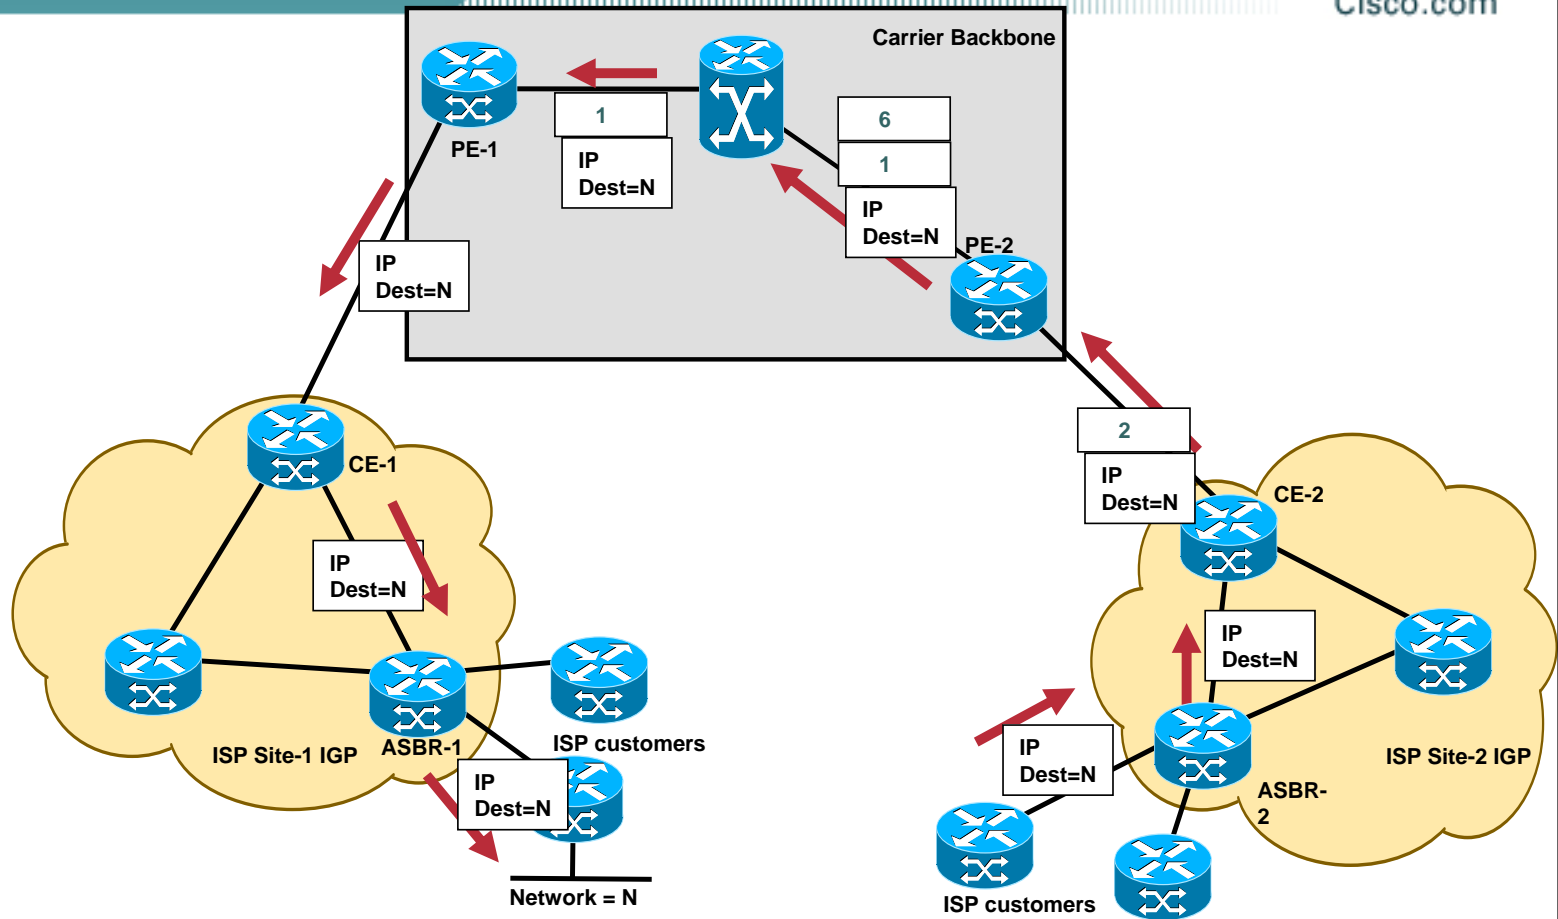 Cisco.com
Carrier Backbone
PE-1
1
IP
Dest=N
6
1
IP
Dest=N
PE-2
IP
Dest=N
2
IP
Dest=N
CE-2
CE-1
IP
Dest=N
IP
Dest=N
ISP Site-1 IGP
ASBR-1
ISP customers
IP
Dest=N
Network = N
IP
Dest=N
ISP customers
ISP Site-2 IGP
ASBR-
2